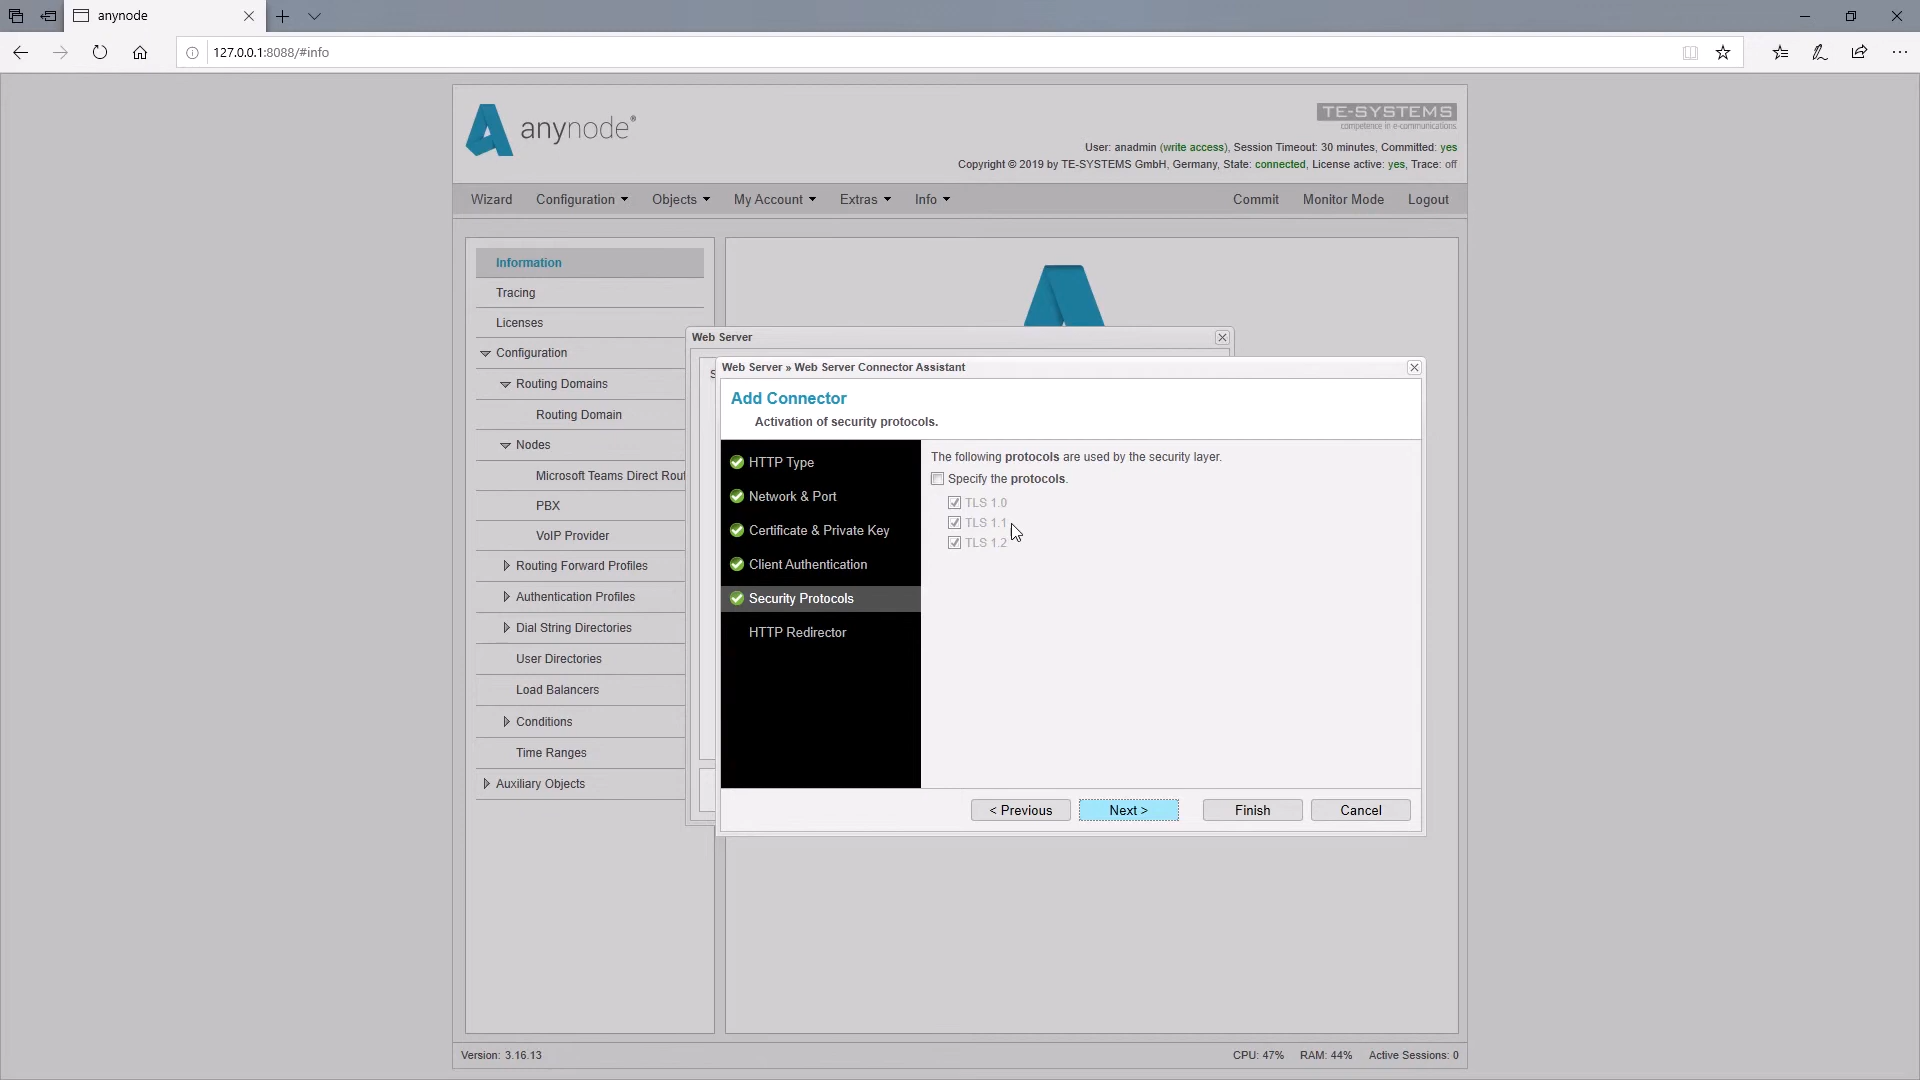 anynode
127.0.0.1:8088/#info
anynode®
TE-SYSTEMS
competence in e-communications.
User: anadmin (write access), Session Timeout: 30 minutes, Committed: yes
Copyright © 2019 by TE-SYSTEMS GmbH, Germany, State: connected, License active: yes, Trace: off
Wizard Configuration Objects My Account Extras Info Commit Monitor Mode Logout
Information
Tracing
Licenses
Configuration
Routing Domains
Routing Domain
Nodes
Microsoft Teams Direct Rout
PBX
VoIP Provider
Routing Forward Profiles
Authentication Profiles
Dial String Directories
User Directories
Load Balancers
Conditions
Time Ranges
Auxiliary Objects
Web Server
Web Server » Web Server Connector Assistant
Add Connector
Activation of security protocols.
HTTP Type
Network & Port
Certificate & Private Key
Client Authentication
Security Protocols
HTTP Redirector
The following protocols are used by the security layer.
Specify the protocols.
TLS 1.0
TLS 1.1
TLS 1.2
< Previous Next > Finish Cancel
Version: 3.16.13 CPU: 47% RAM: 44% Active Sessions: 0